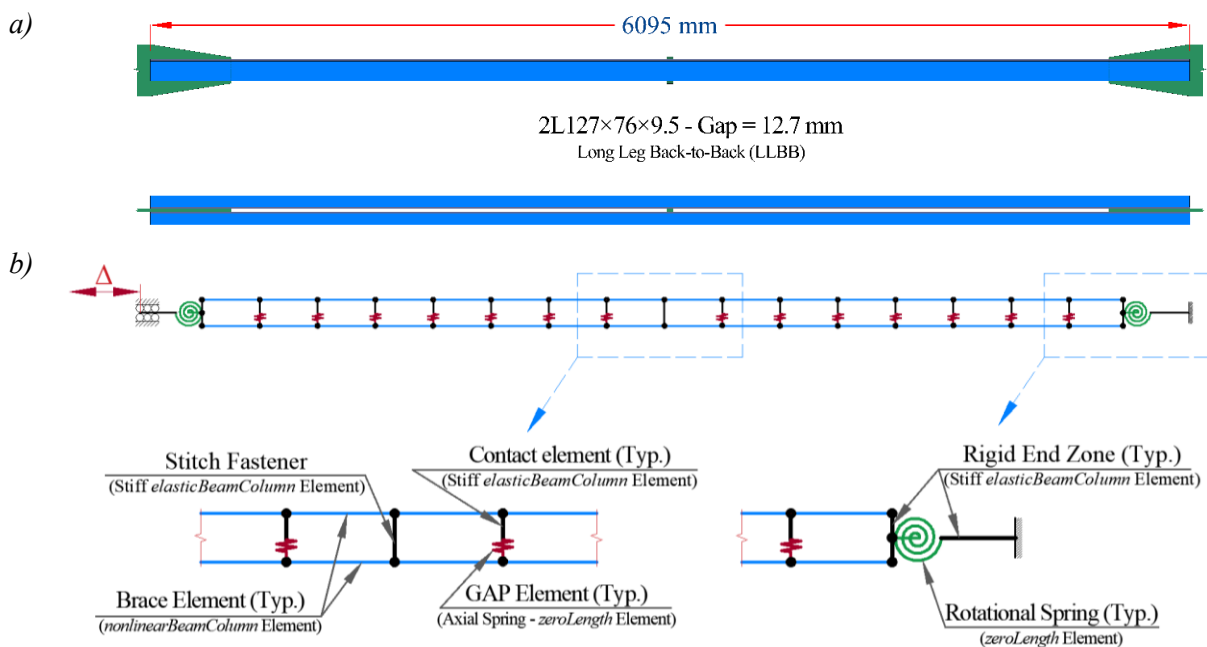 a)
6095 mm
2L127×76×9.5 - Gap = 12.7 mm
Long Leg Back-to-Back (LLBB)
b)
Δ
Stitch Fastener
(Stiff elasticBeamColumn Element)
Contact element (Typ.)
(Stiff elasticBeamColumn Element)
Rigid End Zone (Typ.)
(Stiff elasticBeamColumn Element)
Brace Element (Typ.)
(nonlinearBeamColumn Element)
GAP Element (Typ.)
(Axial Spring - zeroLength Element)
Rotational Spring (Typ.)
(zeroLength Element)